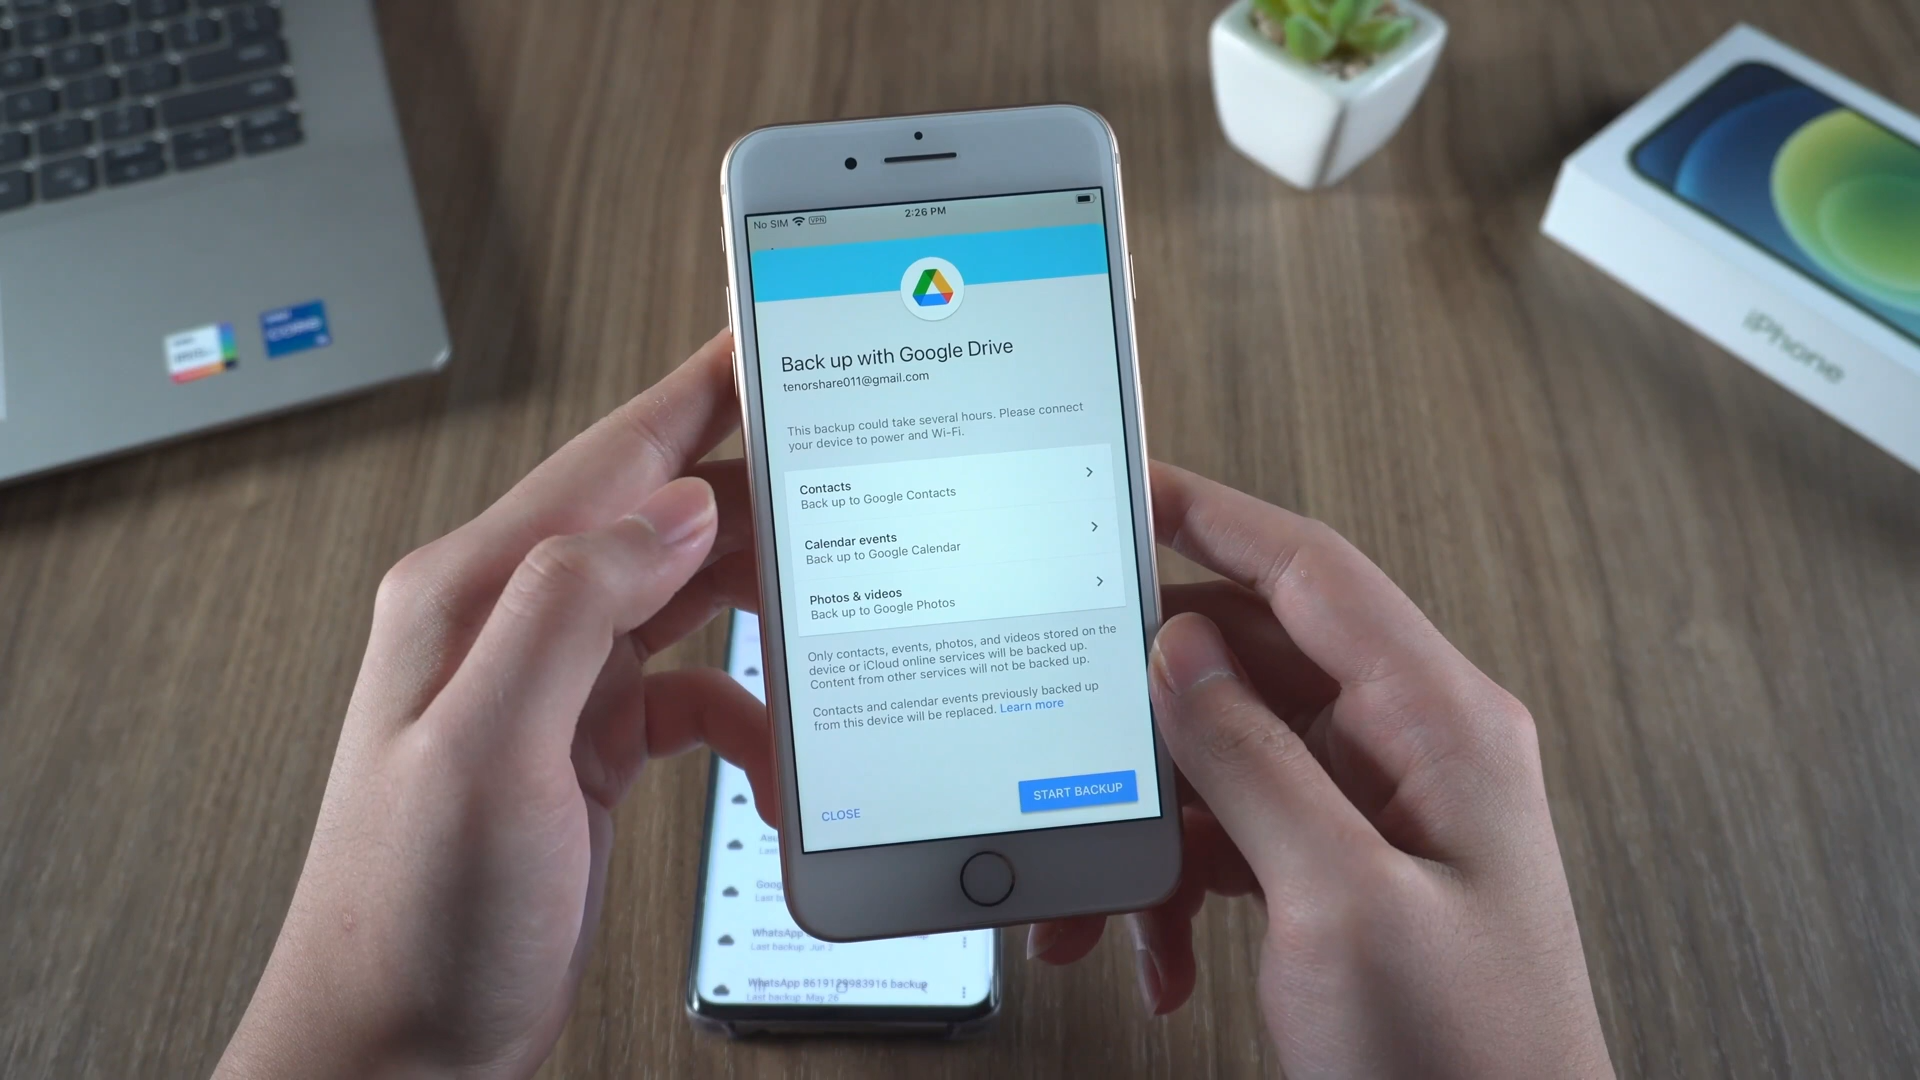 No SIM VPN
2:26 PM
Back up with Google Drive
tenorshare011@gmail.com
This backup could take several hours. Please connect
your device to power and Wi-Fi.
Contacts
Back up to Google Contacts
Calendar events
Back up to Google Calendar
Photos & videos
Back up to Google Photos
Only contacts, events, photos, and videos stored on the
device or iCloud online services will be backed up.
Content from other services will not be backed up.
Contacts and calendar events previously backed up
from this device will be replaced. Learn more
CLOSE
START BACKUP
WhatsApp
Last backup: Jun 2
WhatsApp 8619129983916 backup
Last backup: May 26
iPhone
CORE